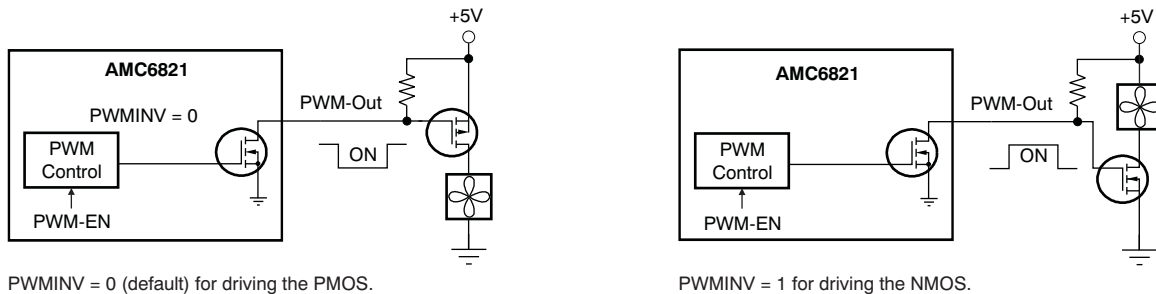 +5V
AMC6821
PWMINV = 0
PWM-Out
PWM
Control
ON
PWM-EN
PWMINV = 0 (default) for driving the PMOS.
+5V
AMC6821
PWM-Out
PWM
Control
ON
PWM-EN
PWMINV = 1 for driving the NMOS.